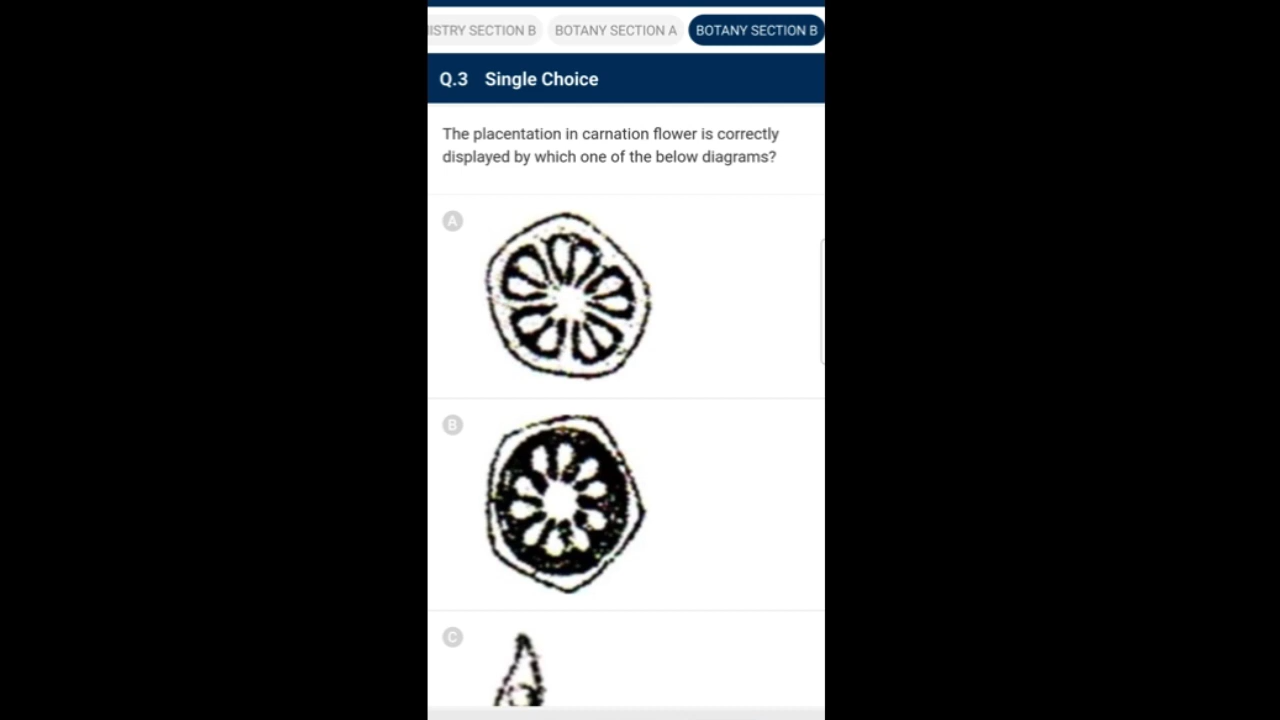 ISTRY SECTION B BOTANY SECTION A BOTANY SECTION B
Q.3 Single Choice
The placentation in carnation flower is correctly
displayed by which one of the below diagrams?
A
B
C